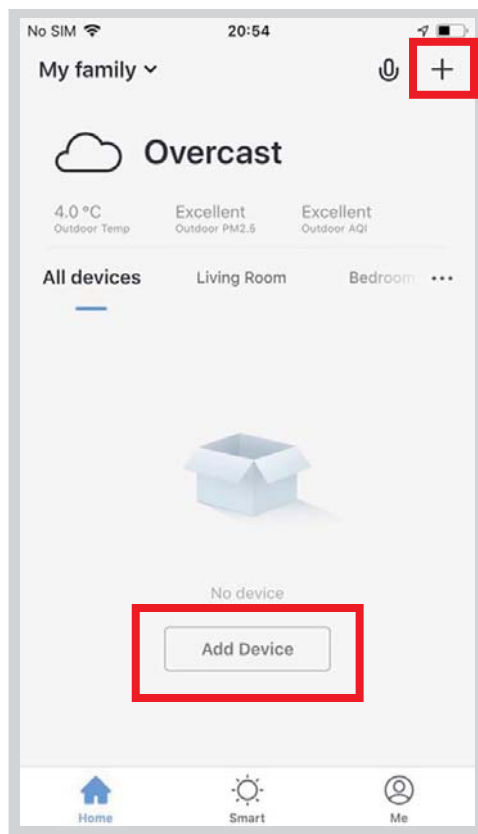 No SIM 20:54
My family
Overcast
4.0 °C Excellent Excellent
Outdoor Temp Outdoor PM2.5 Outdoor AQI
All devices Living Room Bedroom ...
No device
Add Device
Home Smart Me